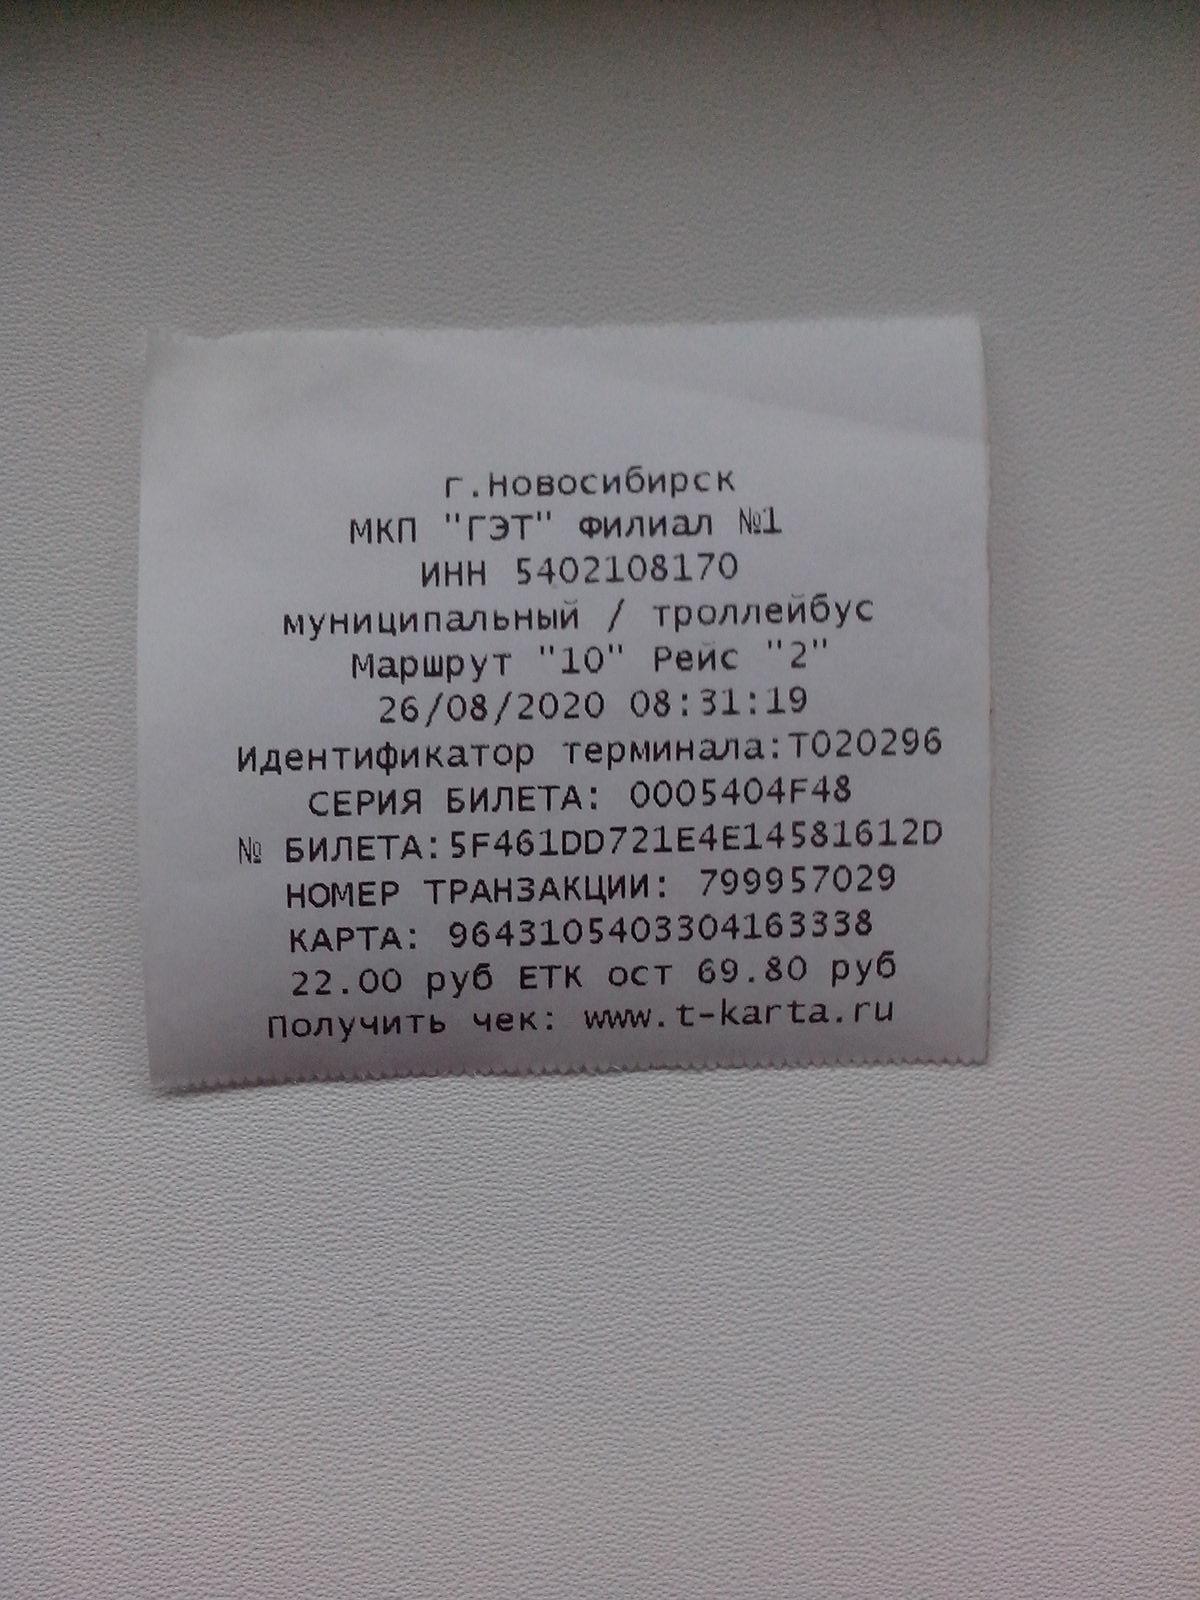 г.Новосибирск
МКП "ГЭТ" Филиал №1
ИНН 5402108170
муниципальный / троллейбус
Маршрут "10" Рейс "2"
26/08/2020 08:31:19
Идентификатор терминала:T020296
СЕРИЯ БИЛЕТА: 0005404F48
№ БИЛЕТА:5F461DD721E4E14581612D
НОМЕР ТРАНЗАКЦИИ: 799957029
КАРТА: 9643105403304163338
22.00 руб ЕТК ост 69.80 руб
Получить чек: www.t-karta.ru